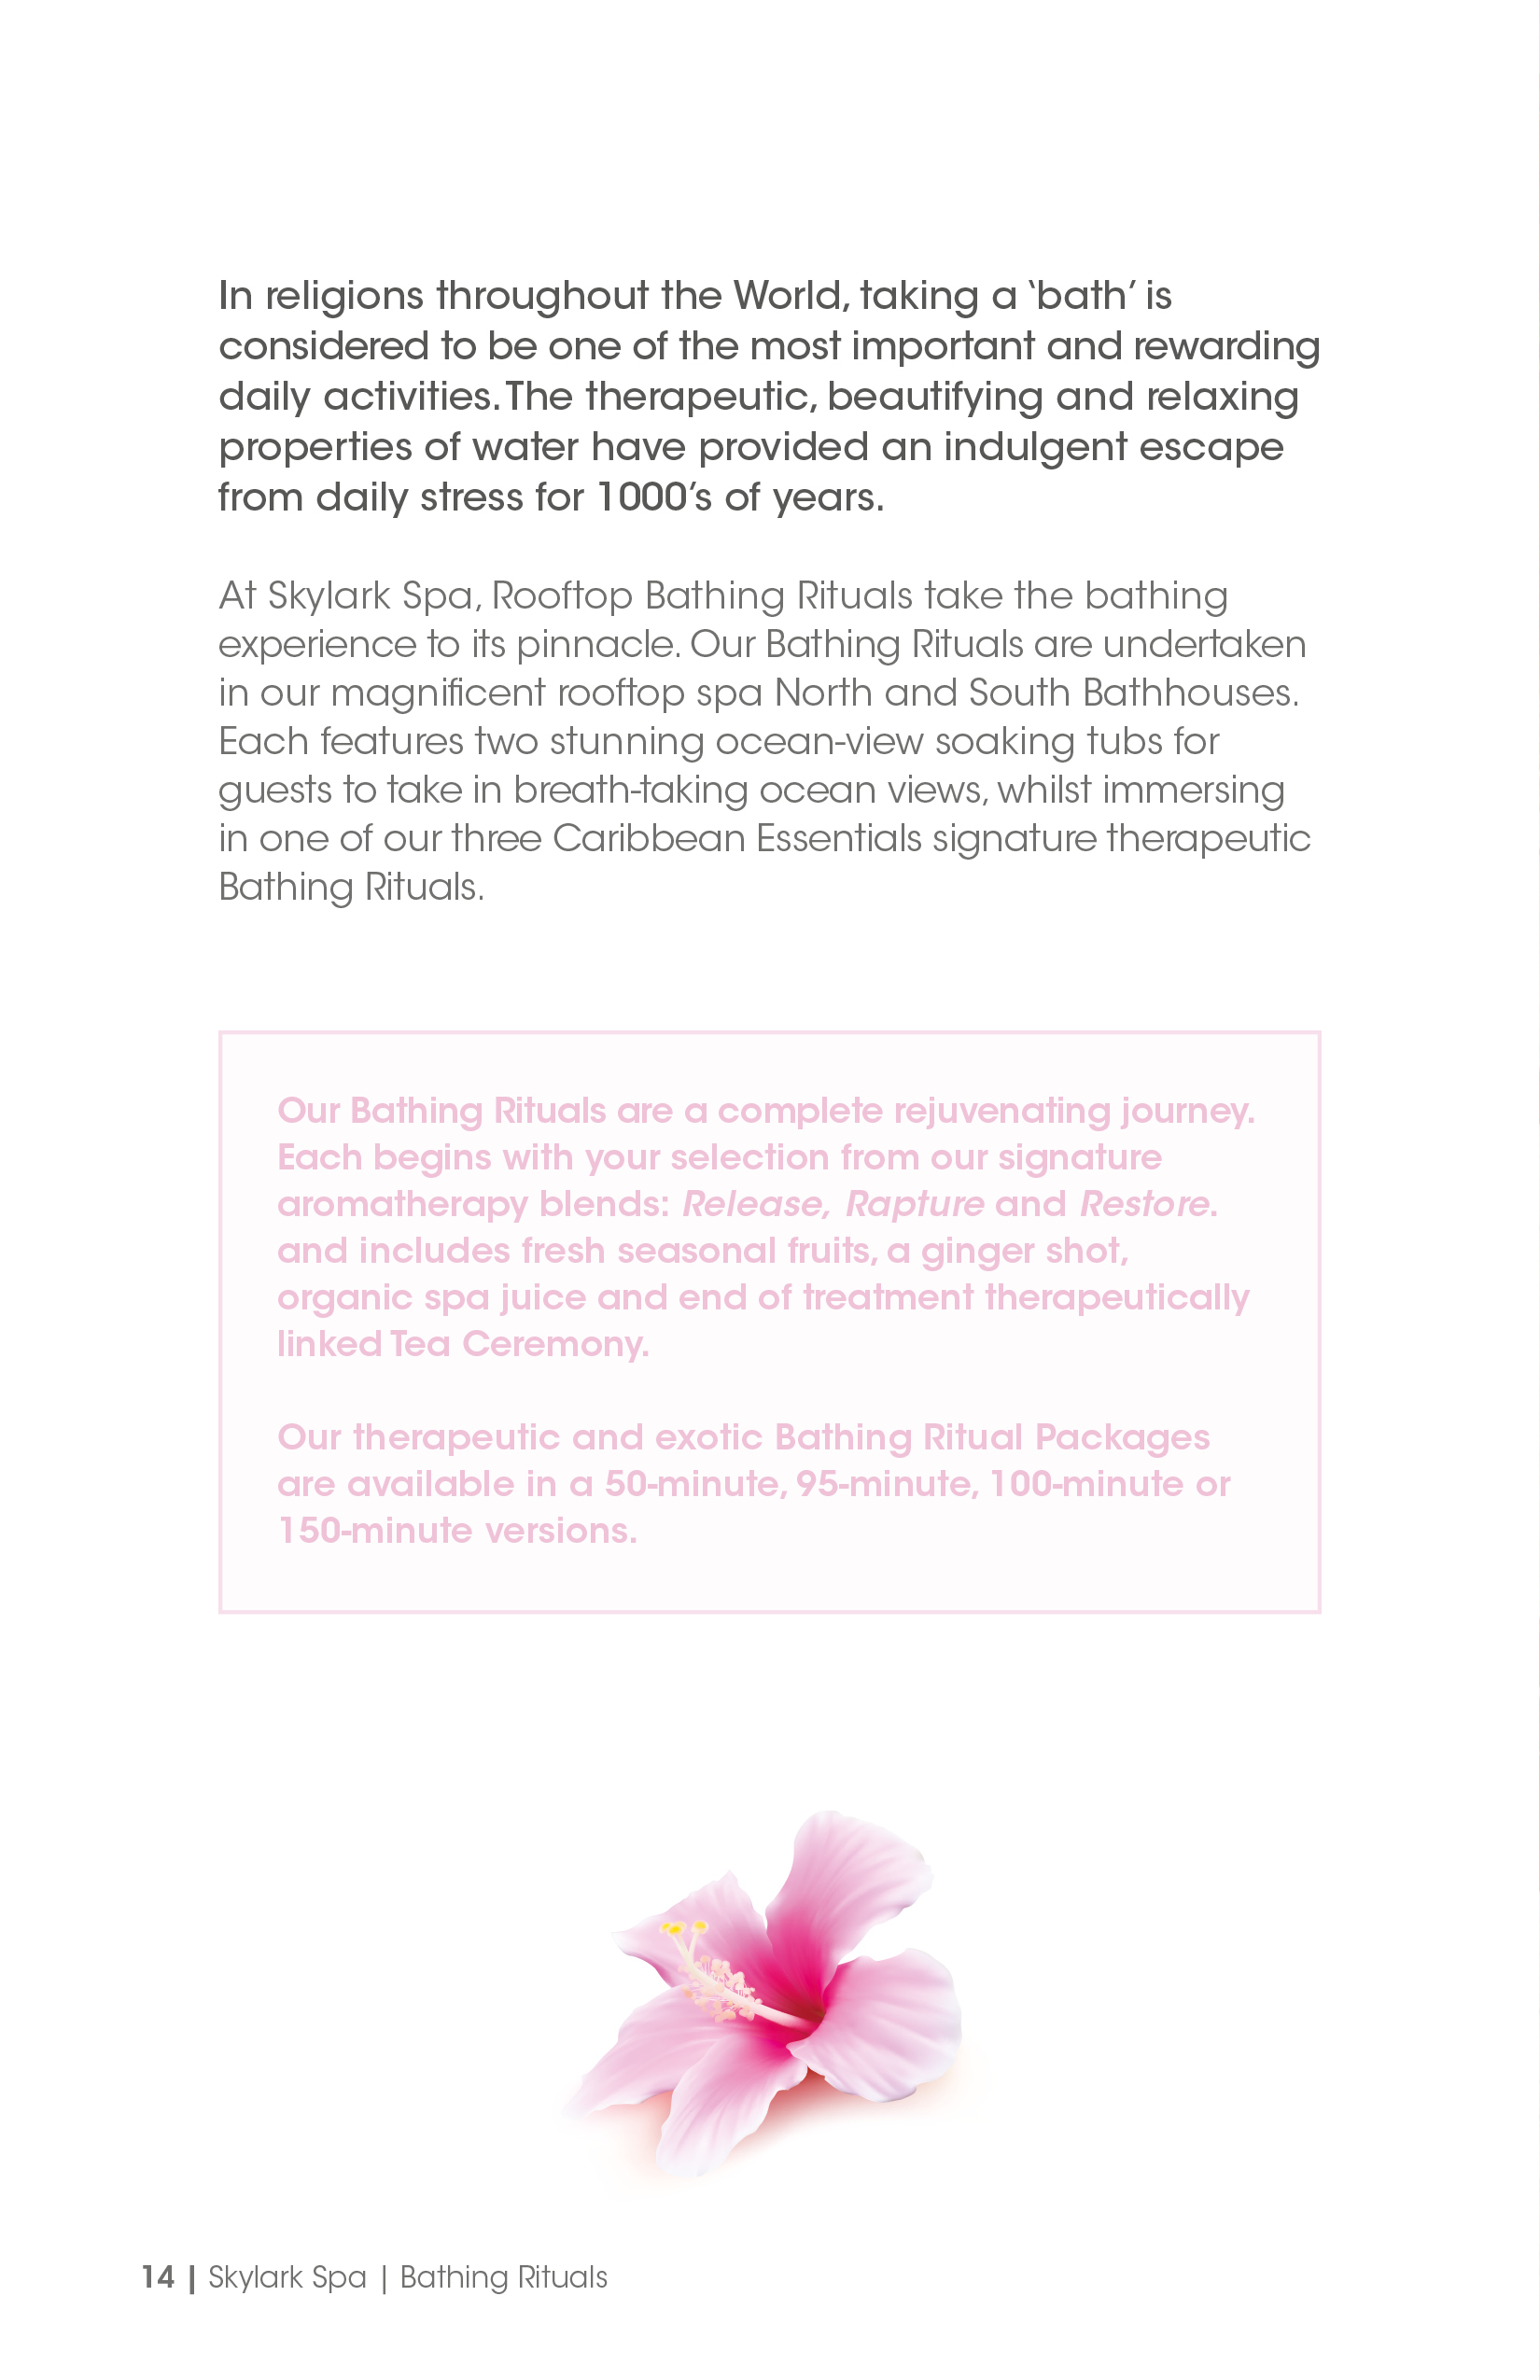 In religions throughout the World, taking a ‘bath’ is
considered to be one of the most important and rewarding
daily activities. The therapeutic, beautifying and relaxing
properties of water have provided an indulgent escape
from daily stress for 1000’s of years.
At Skylark Spa, Rooftop Bathing Rituals take the bathing
experience to its pinnacle. Our Bathing Rituals are undertaken
in our magnificent rooftop spa North and South Bathhouses.
Each features two stunning ocean-view soaking tubs for
guests to take in breath-taking ocean views, whilst immersing
in one of our three Caribbean Essentials signature therapeutic
Bathing Rituals.
Our Bathing Rituals are a complete rejuvenating journey.
Each begins with your selection from our signature
aromatherapy blends: Release, Rapture and Restore.
and includes fresh seasonal fruits, a ginger shot,
organic spa juice and end of treatment therapeutically
linked Tea Ceremony.
Our therapeutic and exotic Bathing Ritual Packages
are available in a 50-minute, 95-minute, 100-minute or
150-minute versions.
14 | Skylark Spa | Bathing Rituals